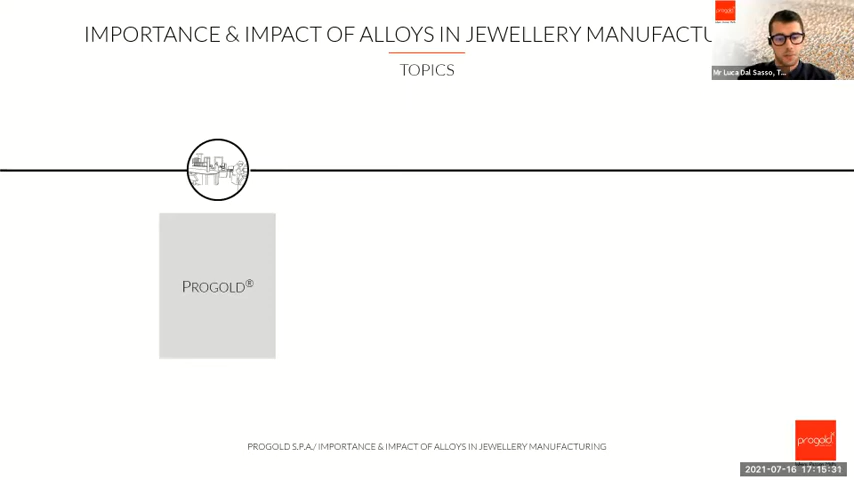 IMPORTANCE & IMPACT OF ALLOYS IN JEWELLERY MANUFACTU
TOPICS
progold
Mr Luca Dal Sasso, T...
PROGOLD®
PROGOLD S.P.A./ IMPORTANCE & IMPACT OF ALLOYS IN JEWELLERY MANUFACTURING
progold
2021-07-16 17:15:31